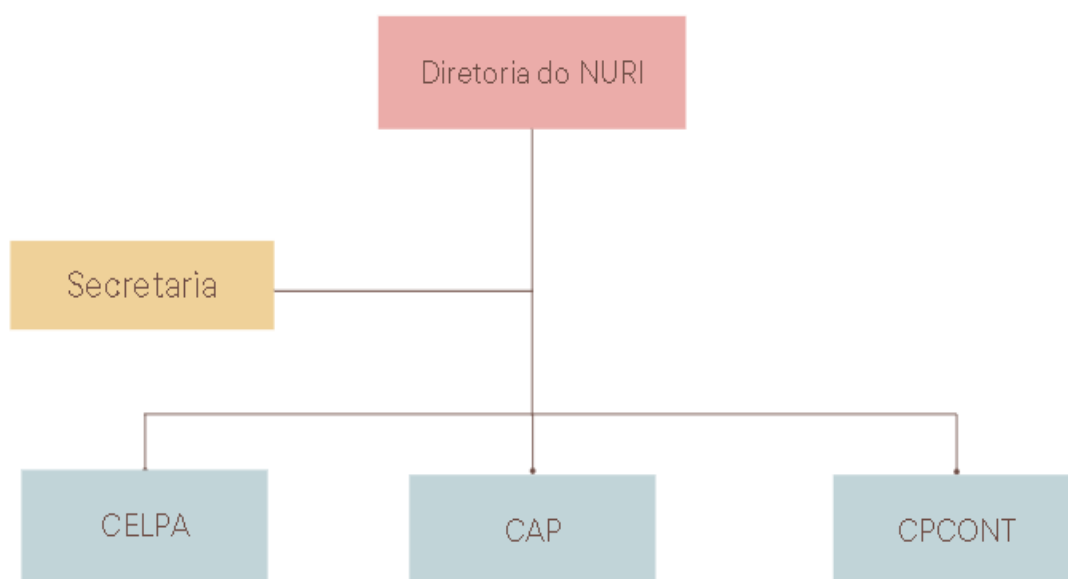 Diretoria do NURI
Secretaria
CELPA
CAP
CPCONT